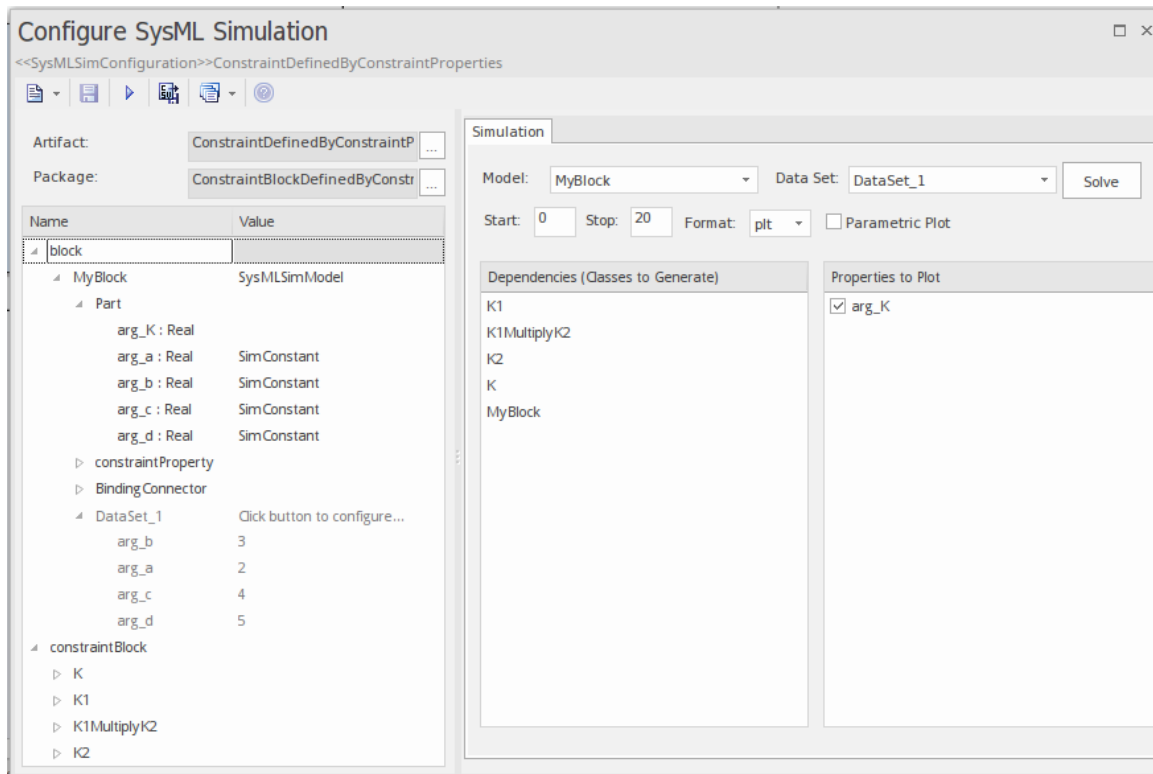 Configure SysML Simulation
<<SysMLSimConfiguration>>ConstraintDefinedByConstraintProperties
Artifact: ConstraintDefinedByConstraintP ...
Package: ConstraintBlockDefinedByConstr ...
Name Value
block
MyBlock SysMLSimModel
Part
arg_K : Real
arg_a : Real SimConstant
arg_b : Real SimConstant
arg_c : Real SimConstant
arg_d : Real SimConstant
constraintProperty
BindingConnector
DataSet_1 Click button to configure...
arg_b 3
arg_a 2
arg_c 4
arg_d 5
constraintBlock
K
K1
K1MultiplyK2
K2
Simulation
Model: MyBlock Data Set: DataSet_1 Solve
Start: 0 Stop: 20 Format: plt Parametric Plot
Dependencies (Classes to Generate)
K1
K1MultiplyK2
K2
K
MyBlock
Properties to Plot
arg_K